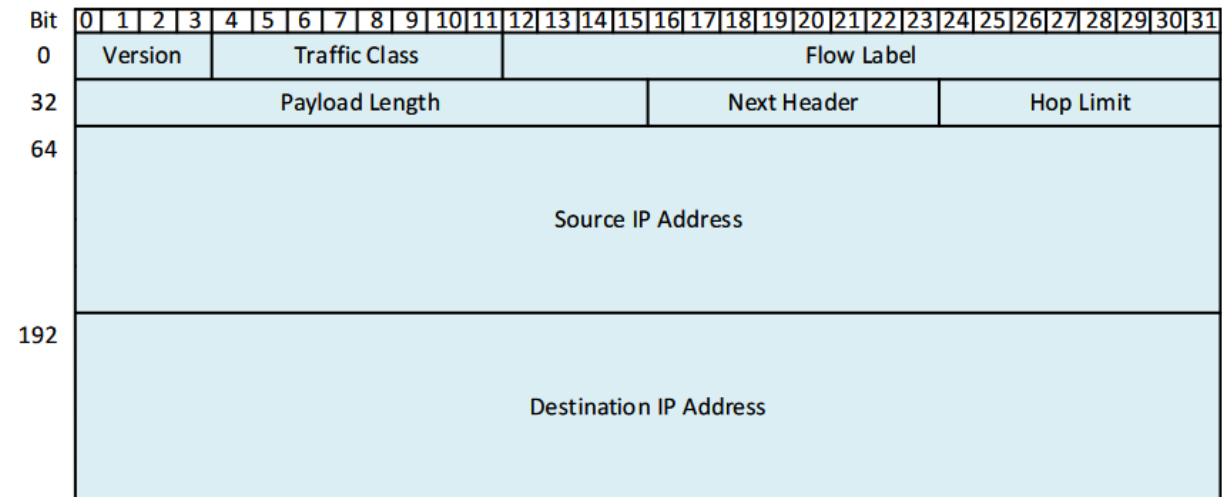 Bit 0 1 2 3 4 5 6 7 8 9 10 11 12 13 14 15 16 17 18 19 20 21 22 23 24 25 26 27 28 29 30 31
0 Version Traffic Class Flow Label
32 Payload Length Next Header Hop Limit
64
Source IP Address
192
Destination IP Address